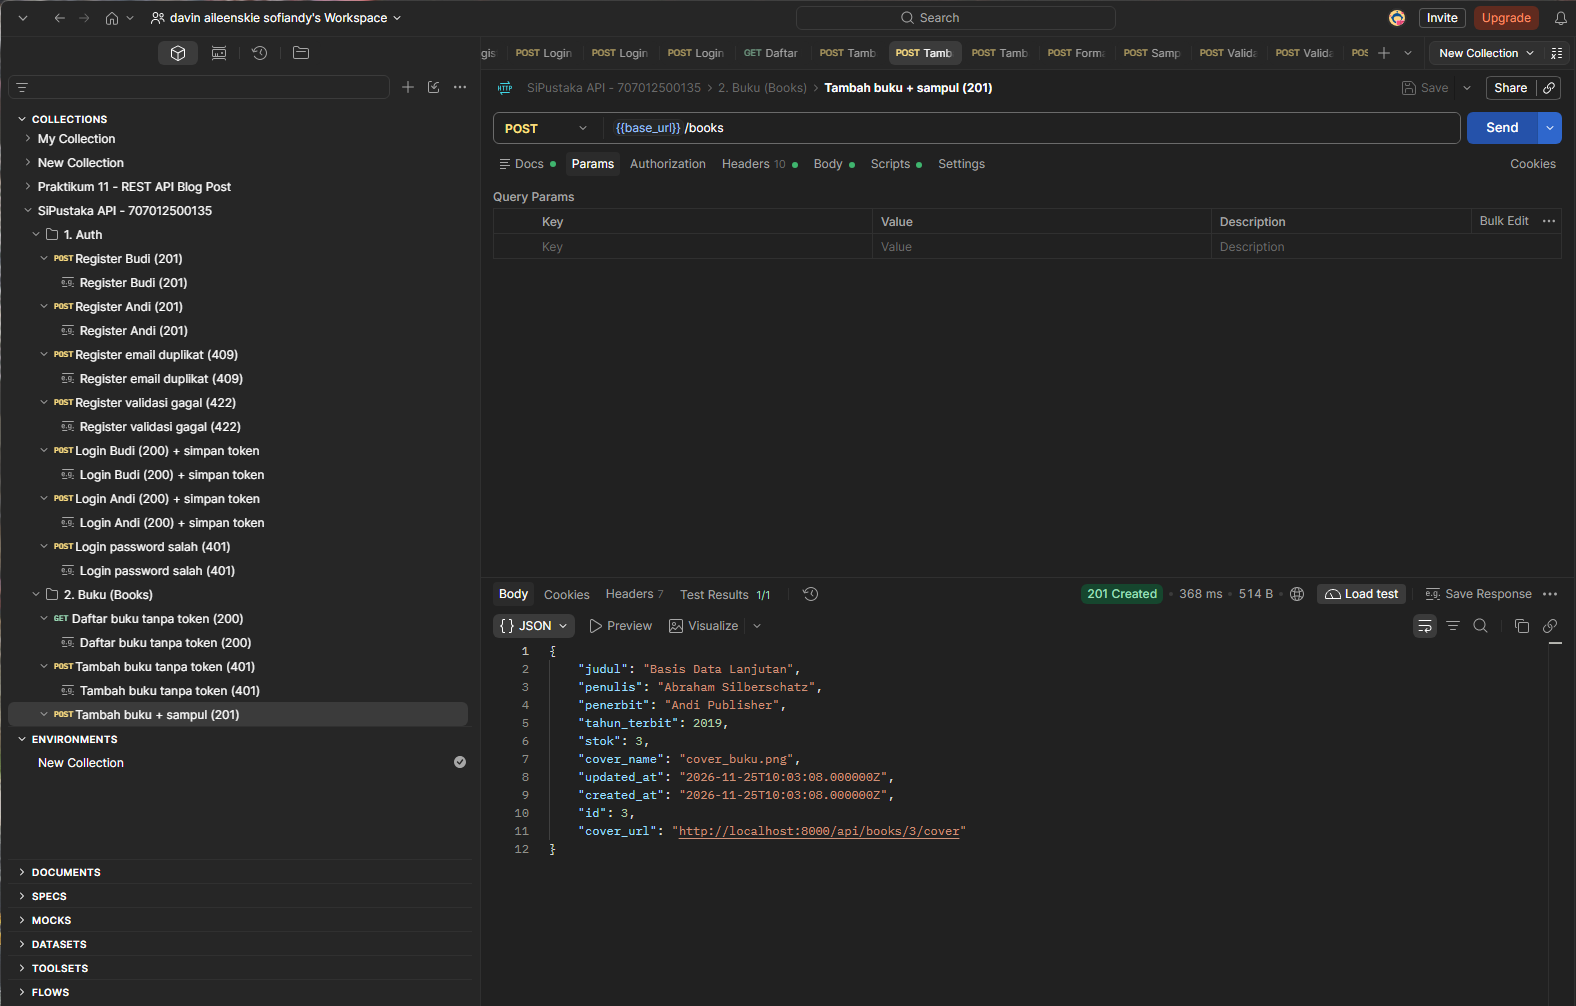 davin aileenskie sofiandy's Workspace
Search
Invite
Upgrade
gis
POST Login
POST Login
POST Login
GET Daftar
POST Tamb
POST Tamb
POST Tamb
POST Forma
POST Samp
POST Valida
POST Valida
POS
New Collection
COLLECTIONS
My Collection
New Collection
Praktikum 11 - REST API Blog Post
SiPustaka API - 707012500135
1. Auth
POST Register Budi (201)
e.g. Register Budi (201)
POST Register Andi (201)
e.g. Register Andi (201)
POST Register email duplikat (409)
e.g. Register email duplikat (409)
POST Register validasi gagal (422)
e.g. Register validasi gagal (422)
POST Login Budi (200) + simpan token
e.g. Login Budi (200) + simpan token
POST Login Andi (200) + simpan token
e.g. Login Andi (200) + simpan token
POST Login password salah (401)
e.g. Login password salah (401)
2. Buku (Books)
GET Daftar buku tanpa token (200)
e.g. Daftar buku tanpa token (200)
POST Tambah buku tanpa token (401)
e.g. Tambah buku tanpa token (401)
POST Tambah buku + sampul (201)
ENVIRONMENTS
New Collection
DOCUMENTS
SPECS
MOCKS
DATASETS
TOOLSETS
FLOWS
HTTP SiPustaka API - 707012500135 > 2. Buku (Books) > Tambah buku + sampul (201)
Save
Share
POST {{base_url}} /books
Send
Docs Params Authorization Headers 10 Body Scripts Settings
Cookies
Query Params
Key Value Description Bulk Edit
Key Value Description
Body Cookies Headers 7 Test Results 1/1
201 Created 368 ms 514 B Load test e.g. Save Response
{} JSON Preview Visualize
1 {
2 "judul": "Basis Data Lanjutan",
3 "penulis": "Abraham Silberschatz",
4 "penerbit": "Andi Publisher",
5 "tahun_terbit": 2019,
6 "stok": 3,
7 "cover_name": "cover_buku.png",
8 "updated_at": "2026-11-25T10:03:08.000000Z",
9 "created_at": "2026-11-25T10:03:08.000000Z",
10 "id": 3,
11 "cover_url": "http://localhost:8000/api/books/3/cover"
12 }